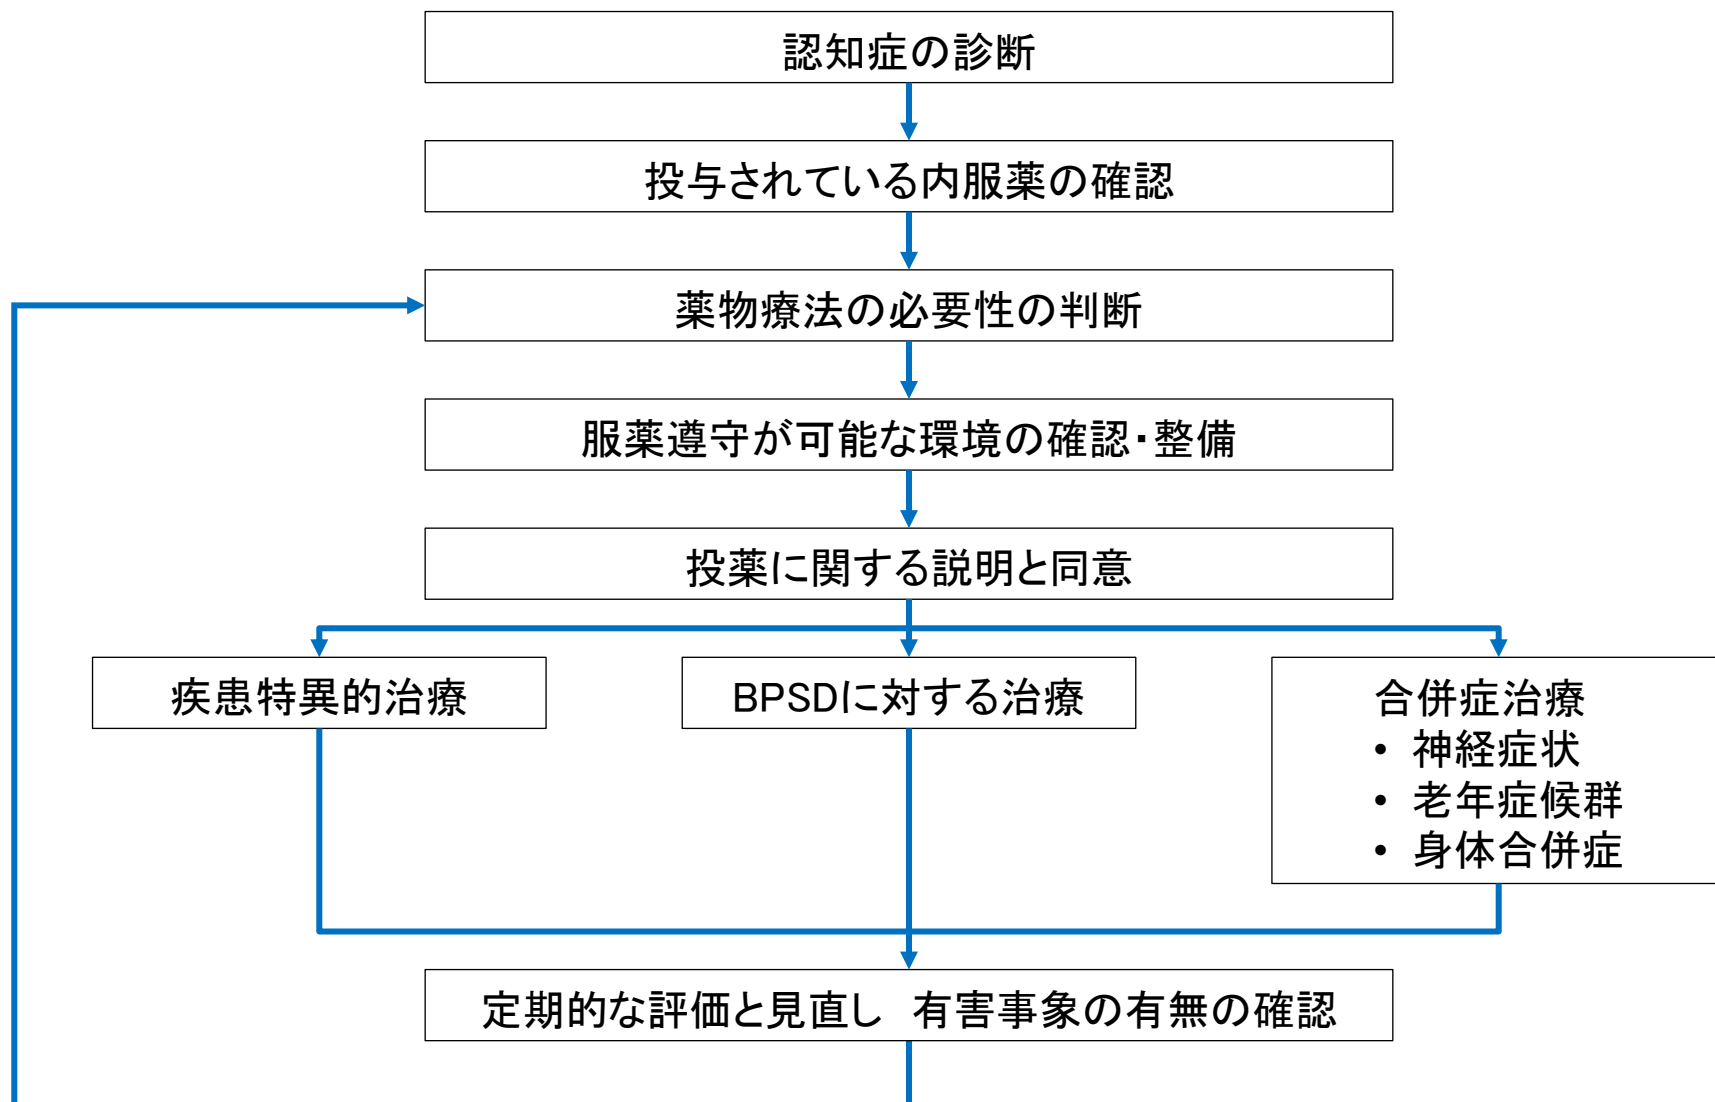 認知症の診断
投与されている内服薬の確認
薬物療法の必要性の判断
服薬遵守が可能な環境の確認・整備
投薬に関する説明と同意
疾患特異的治療
BPSDに対する治療
合併症治療
• 神経症状
• 老年症候群
• 身体合併症
定期的な評価と見直し　有害事象の有無の確認